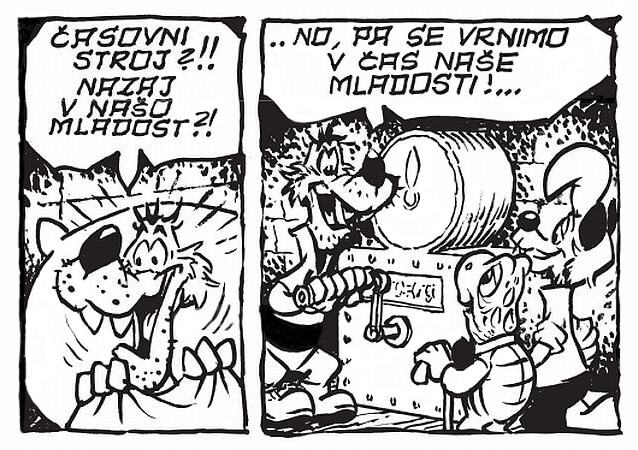 ČASOVNI
STROJ?!!
NAZAJ
V NAŠO
MLADOST?!
..NO, PA SE VRNIMO
V ČAS NAŠE
MLADOSTI!...